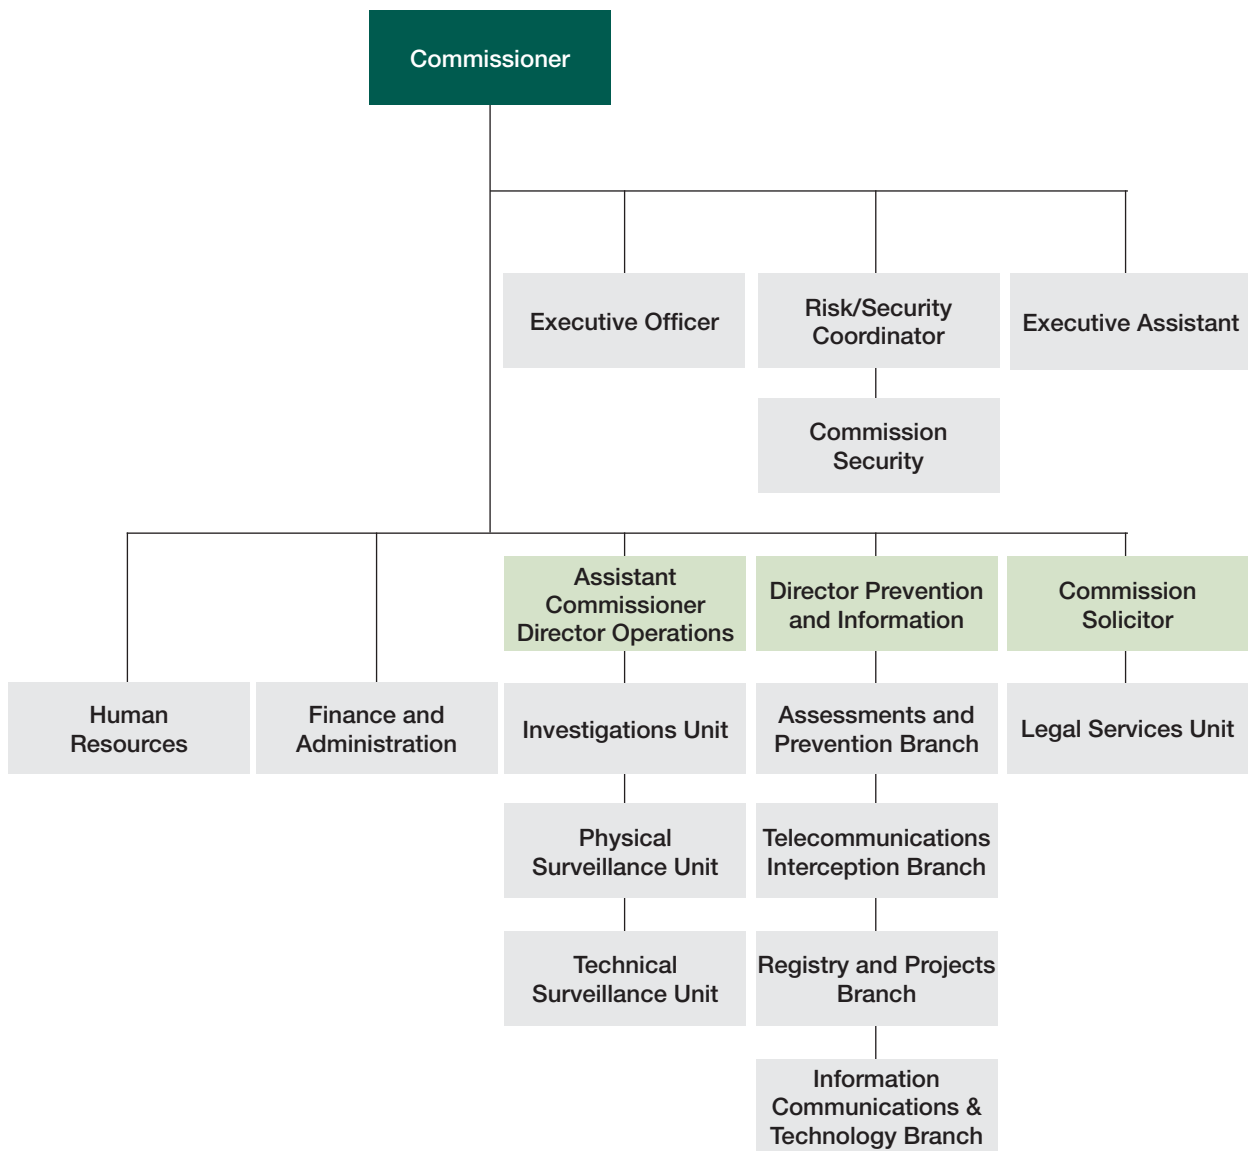 Commissioner
Executive Officer
Risk/Security
Coordinator
Executive Assistant
Commission
Security
Assistant
Commissioner
Director Operations
Director Prevention
and Information
Commission
Solicitor
Human
Resources
Finance and
Administration
Investigations Unit
Assessments and
Prevention Branch
Legal Services Unit
Physical
Surveillance Unit
Telecommunications
Interception Branch
Technical
Surveillance Unit
Registry and Projects
Branch
Information
Communications &
Technology Branch